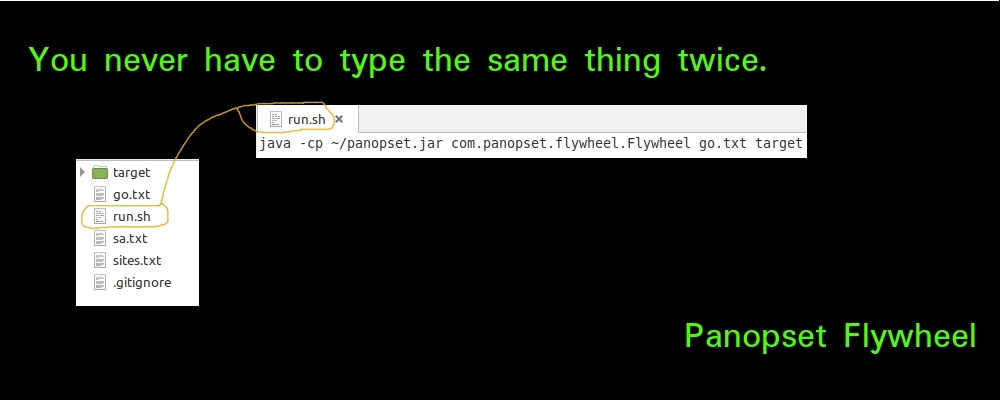 You never have to type the same thing twice.
run.sh
java -cp ~/panopset.jar com.panopset.flywheel.Flywheel go.txt target
target
go.txt
run.sh
sa.txt
sites.txt
.gitignore
Panopset Flywheel